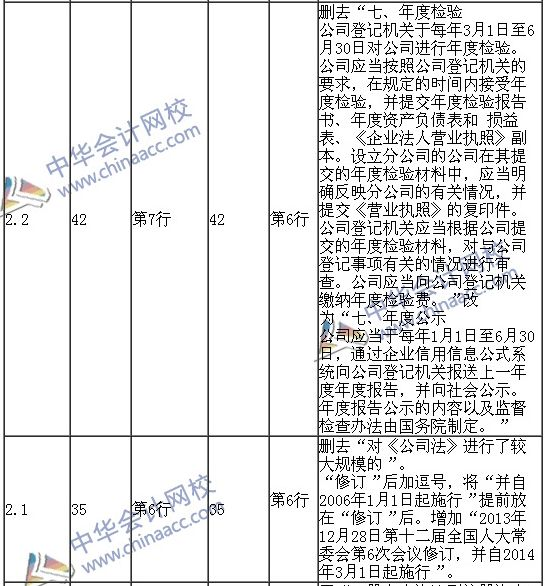 删去“七、年度检验
公司登记机关于每年3月1日至6
月30日对公司进行年度检验。
公司应当按照公司登记机关的
要求，在规定的时间内接受年
度检验，并提交年度检验报告
书、年度资产负债表和 损益
表、《企业法人营业执照》副
本。设立分公司的公司在其提
交的年度检验材料中，应当明
确反映分公司的有关情况，并
提交《营业执照》的复印件。
公司登记机关应当根据公司提
交的年度检验材料，对与公司
登记事项有关的情况进行审
查。公司应当向公司登记机关
缴纳年度检验费。 ”改
为“七、年度公示
公司应当于每年1月1日至6月30
日，通过企业信用信息公式系
统向公司登记机关报送上一年
度年度报告，并向社会公示。
年度报告公示的内容以及监督
检查办法由国务院制定。 ”
2.2 42 第7行 42 第6行
删去“对《公司法》进行了较
大规模的 ”。
“修订 ”后加逗号，将 “并自
2006年1月1日起施行 ”提前放
在 “修订 ”后。增加 “2013年
12月28日第十二届全国人大常
委会第6次会议修订，并自2014
年3月1日起施行 ”
2.1 35 第6行 35 第6行
中华会计网校
www.chinaacc.com
中华会计网校
www.chinaacc.com
中华会计网校
www.chinaacc.com